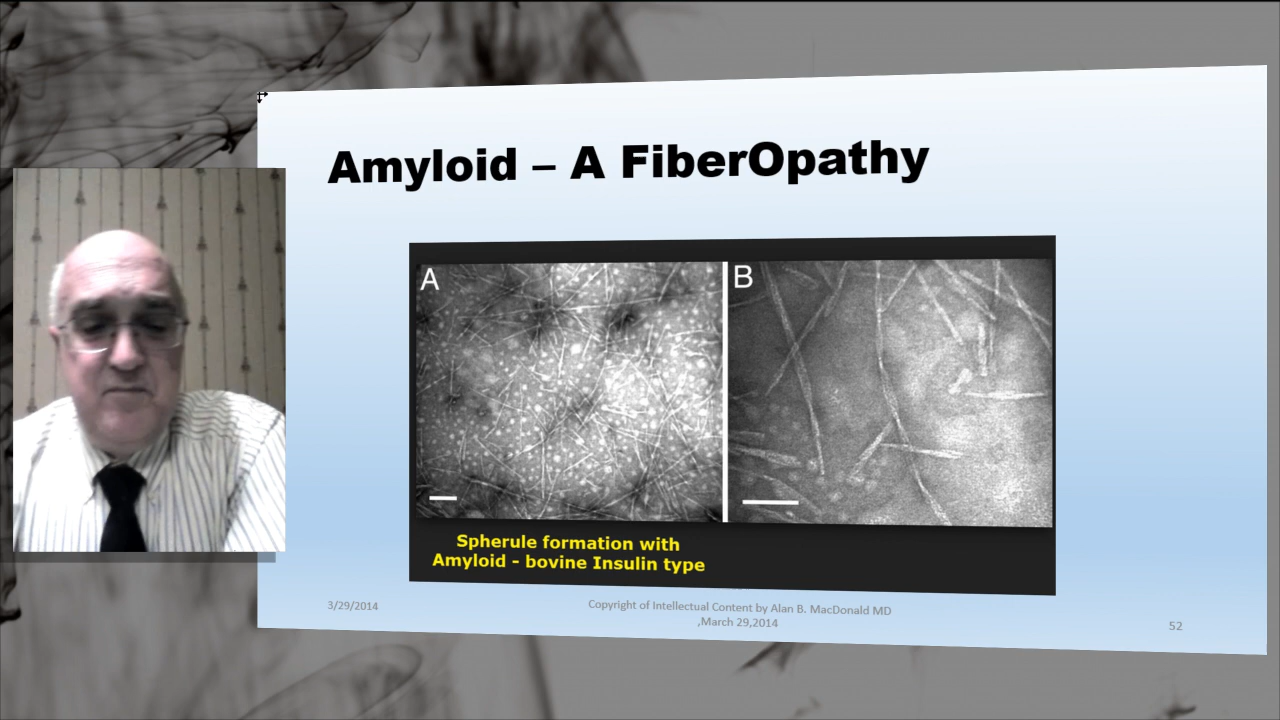 Amyloid – A FiberOpathy
A
B
Spherule formation with
Amyloid - bovine Insulin type
3/29/2014
Copyright of Intellectual Content by Alan B. MacDonald MD
,March 29,2014
52